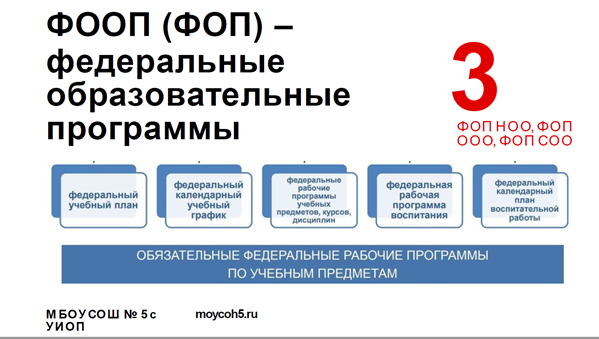 ФООП (ФОП) –
федеральные
образовательные
программы
3
ФОП НОО, ФОП
ООО, ФОП СОО
федеральный
учебный план
федеральный
календарный
учебный
график
федеральные
рабочие
программы
учебных
предметов, курсов,
дисциплин
федеральная
рабочая
программа
воспитания
федеральный
календарный
план
воспитательной
работы
ОБЯЗАТЕЛЬНЫЕ ФЕДЕРАЛЬНЫЕ РАБОЧИЕ ПРОГРАММЫ
ПО УЧЕБНЫМ ПРЕДМЕТАМ
МБОУСОШ № 5 с
УИОП
moycoh5.ru